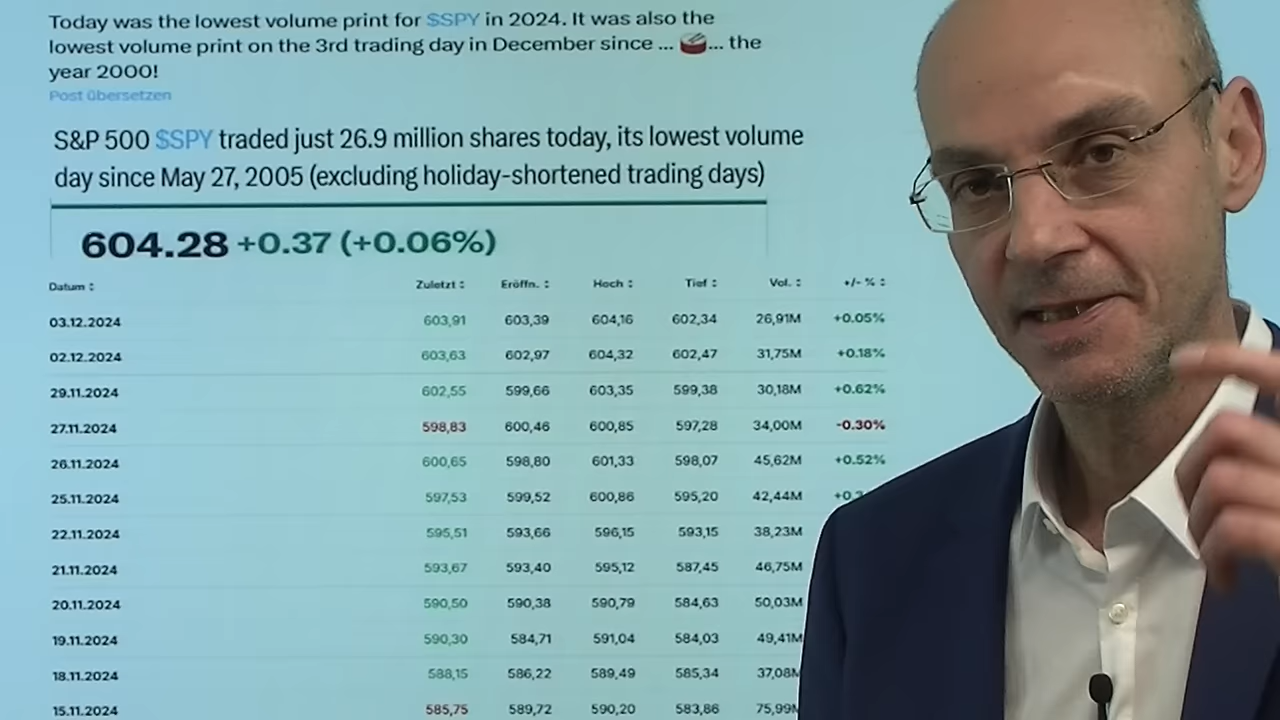 Today was the lowest volume print for $SPY in 2024. It was also the
lowest volume print on the 3rd trading day in December since ... 🥁... the
year 2000!
Post übersetzen
S&P 500 $SPY traded just 26.9 million shares today, its lowest volume
day since May 27, 2005 (excluding holiday-shortened trading days)
604.28 +0.37 (+0.06%)
Datum Zuletzt Eröffn. Hoch Tief Vol. +/- %
03.12.2024 603,91 603,39 604,16 602,34 26,91M +0.05%
02.12.2024 603,63 602,97 604,32 602,47 31,75M +0.18%
29.11.2024 602,55 599,66 603,35 599,38 30,18M +0.62%
27.11.2024 598,83 600,46 600,85 597,28 34,00M -0.30%
26.11.2024 600,65 598,80 601,33 598,07 45,62M +0.52%
25.11.2024 597,53 599,52 600,86 595,20 42,44M
22.11.2024 595,51 593,66 596,15 593,15 38,23M
21.11.2024 593,67 593,40 595,12 587,45 46,75M
20.11.2024 590,50 590,38 590,79 584,63 50,03M
19.11.2024 590,30 584,71 591,04 584,03 49,41M
18.11.2024 588,15 586,22 589,49 585,34 37,08M
15.11.2024 585,75 589,72 590,20 583,86 75,99M